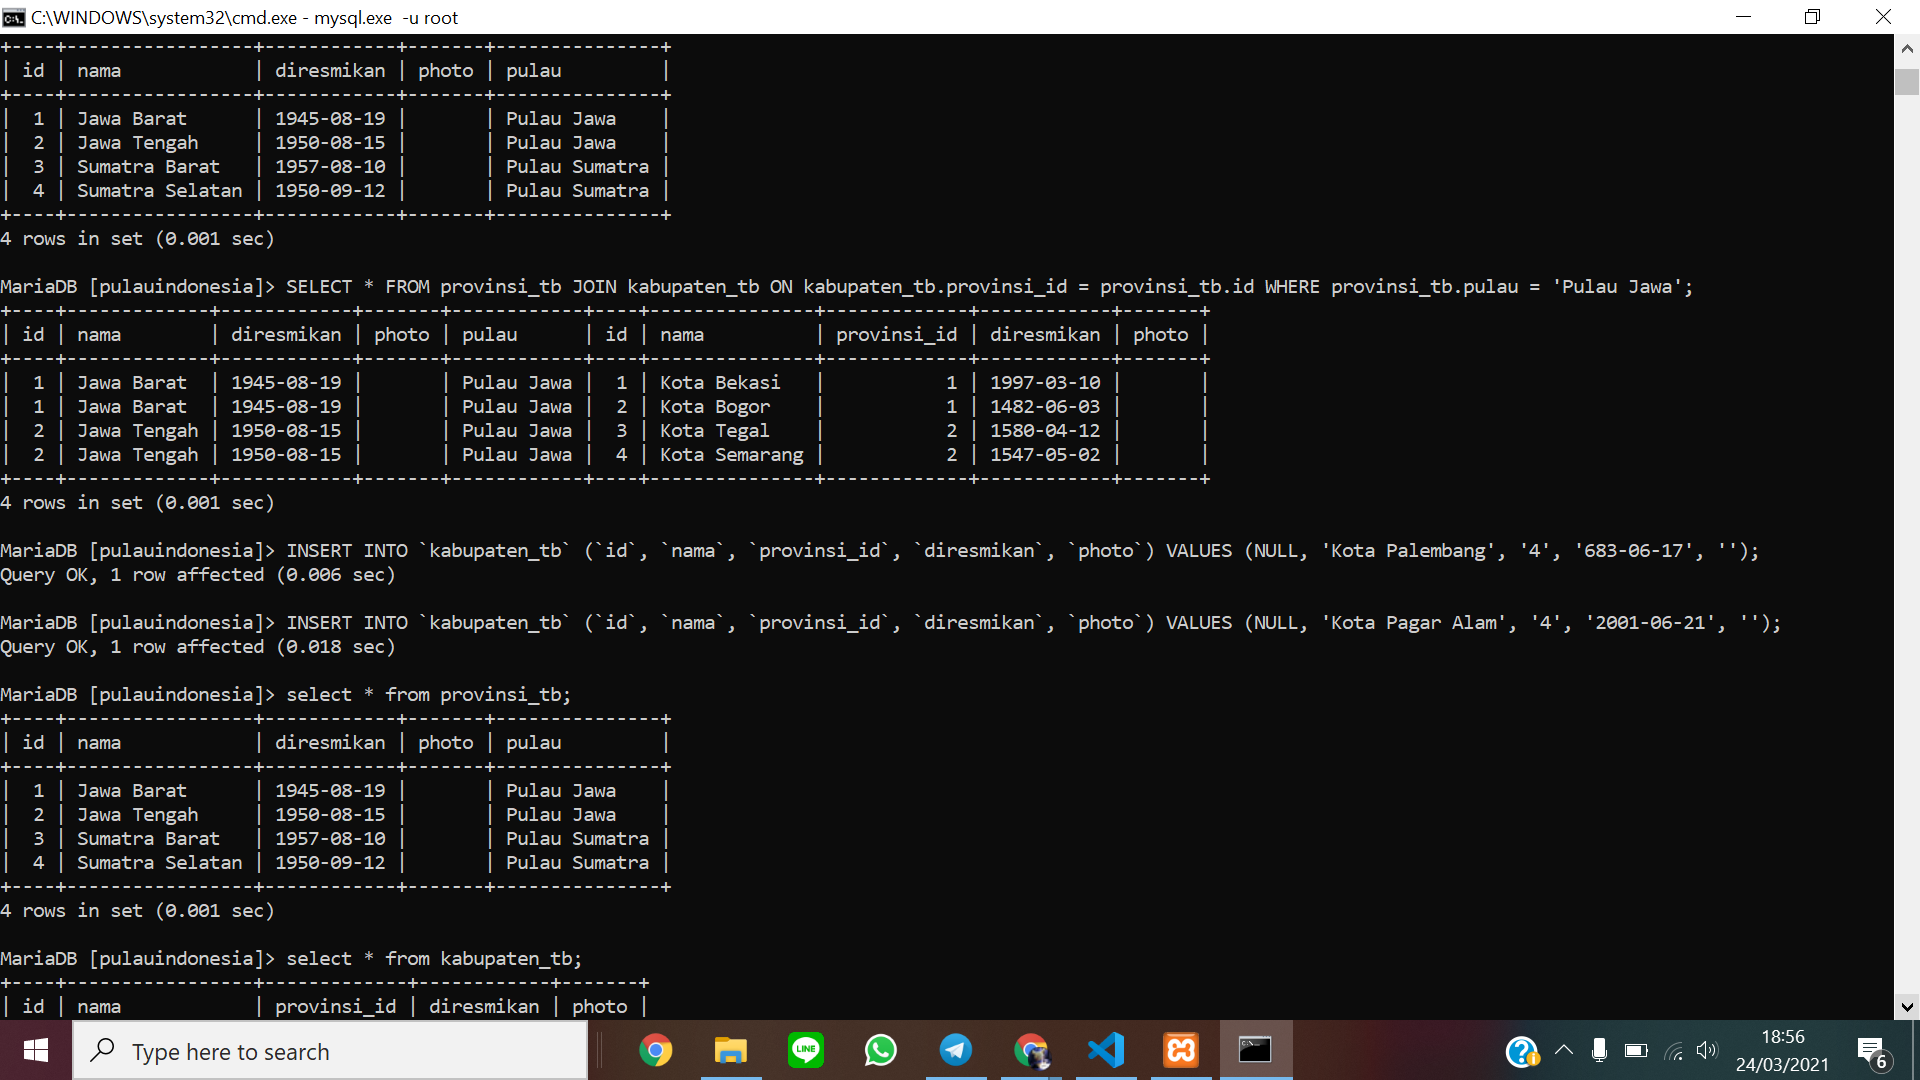 C:\WINDOWS\system32\cmd.exe - mysql.exe  -u root
+----+-----------------+------------+-------+---------------+
| id | nama            | diresmikan | photo | pulau         |
+----+-----------------+------------+-------+---------------+
|  1 | Jawa Barat      | 1945-08-19 |       | Pulau Jawa    |
|  2 | Jawa Tengah     | 1950-08-15 |       | Pulau Jawa    |
|  3 | Sumatra Barat   | 1957-08-10 |       | Pulau Sumatra |
|  4 | Sumatra Selatan | 1950-09-12 |       | Pulau Sumatra |
+----+-----------------+------------+-------+---------------+
4 rows in set (0.001 sec)
MariaDB [pulauindonesia]> SELECT * FROM provinsi_tb JOIN kabupaten_tb ON kabupaten_tb.provinsi_id = provinsi_tb.id WHERE provinsi_tb.pulau = 'Pulau Jawa';
+----+-------------+------------+-------+------------+----+---------------+-------------+------------+-------+
| id | nama        | diresmikan | photo | pulau      | id | nama          | provinsi_id | diresmikan | photo |
+----+-------------+------------+-------+------------+----+---------------+-------------+------------+-------+
|  1 | Jawa Barat  | 1945-08-19 |       | Pulau Jawa |  1 | Kota Bekasi   |           1 | 1997-03-10 |       |
|  1 | Jawa Barat  | 1945-08-19 |       | Pulau Jawa |  2 | Kota Bogor    |           1 | 1482-06-03 |       |
|  2 | Jawa Tengah | 1950-08-15 |       | Pulau Jawa |  3 | Kota Tegal    |           2 | 1580-04-12 |       |
|  2 | Jawa Tengah | 1950-08-15 |       | Pulau Jawa |  4 | Kota Semarang |           2 | 1547-05-02 |       |
+----+-------------+------------+-------+------------+----+---------------+-------------+------------+-------+
4 rows in set (0.001 sec)
MariaDB [pulauindonesia]> INSERT INTO `kabupaten_tb` (`id`, `nama`, `provinsi_id`, `diresmikan`, `photo`) VALUES (NULL, 'Kota Palembang', '4', '683-06-17', '');
Query OK, 1 row affected (0.006 sec)
MariaDB [pulauindonesia]> INSERT INTO `kabupaten_tb` (`id`, `nama`, `provinsi_id`, `diresmikan`, `photo`) VALUES (NULL, 'Kota Pagar Alam', '4', '2001-06-21', '');
Query OK, 1 row affected (0.018 sec)
MariaDB [pulauindonesia]> select * from provinsi_tb;
+----+-----------------+------------+-------+---------------+
| id | nama            | diresmikan | photo | pulau         |
+----+-----------------+------------+-------+---------------+
|  1 | Jawa Barat      | 1945-08-19 |       | Pulau Jawa    |
|  2 | Jawa Tengah     | 1950-08-15 |       | Pulau Jawa    |
|  3 | Sumatra Barat   | 1957-08-10 |       | Pulau Sumatra |
|  4 | Sumatra Selatan | 1950-09-12 |       | Pulau Sumatra |
+----+-----------------+------------+-------+---------------+
4 rows in set (0.001 sec)
MariaDB [pulauindonesia]> select * from kabupaten_tb;
+----+-----------------+-------------+------------+-------+
| id | nama            | provinsi_id | diresmikan | photo |
Type here to search
LINE
18:56
24/03/2021
6